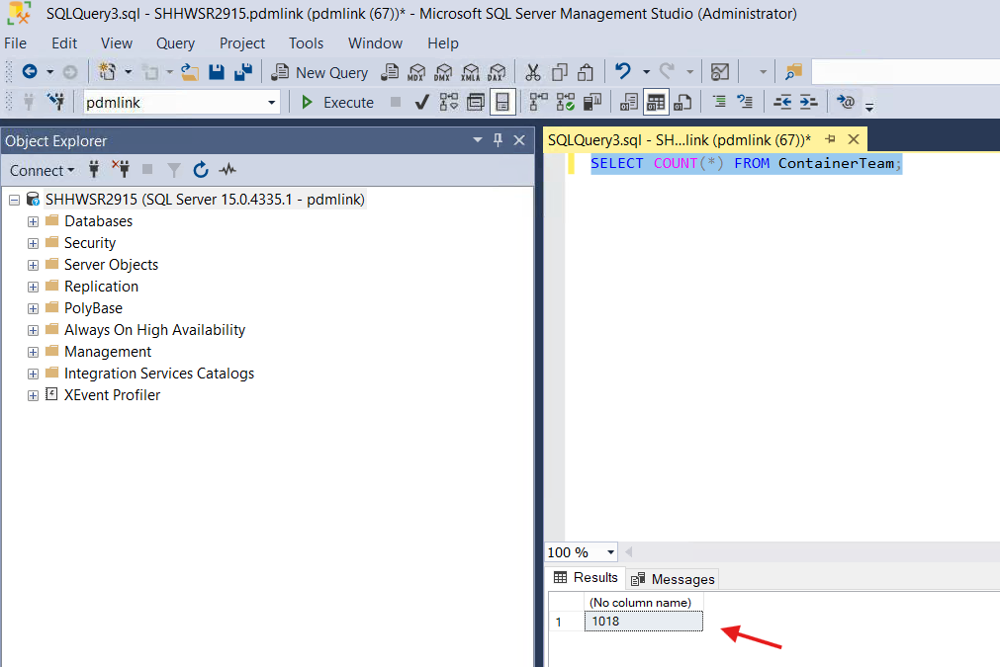 SQLQuery3.sql - SHHWSR2915.pdmlink (pdmlink (67))* - Microsoft SQL Server Management Studio (Administrator)
File Edit View Query Project Tools Window Help
New Query MDX DMX XMLA DAX
pdmlink Execute
Object Explorer
Connect
SHHWSR2915 (SQL Server 15.0.4335.1 - pdmlink)
Databases
Security
Server Objects
Replication
PolyBase
Always On High Availability
Management
Integration Services Catalogs
XEvent Profiler
SQLQuery3.sql - SH...link (pdmlink (67))*
SELECT COUNT(*) FROM ContainerTeam;
100 %
Results Messages
(No column name)
1 1018